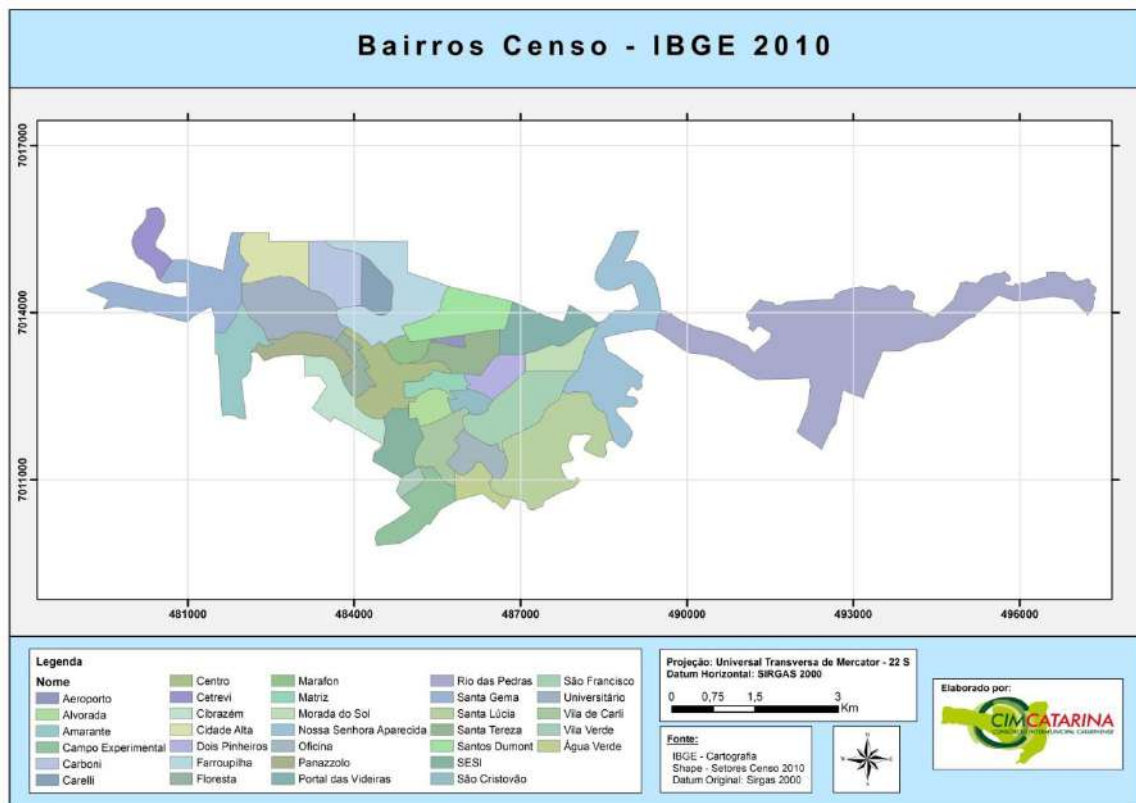 Bairros Censo - IBGE 2010
7017000
7014000
7011000
481000
484000
487000
490000
493000
496000
Legenda
Nome
Aeroporto
Alvorada
Amarante
Campo Experimental
Carboni
Carelli
Centro
Cetrevi
Cibrazém
Cidade Alta
Dois Pinheiros
Farroupilha
Floresta
Marafon
Matriz
Morada do Sol
Nossa Senhora Aparecida
Oficina
Panazzolo
Portal das Videiras
Rio das Pedras
Santa Gema
Santa Lúcia
Santa Tereza
Santos Dumont
SESI
São Cristovão
São Francisco
Universitário
Vila de Carli
Vila Verde
Água Verde
Projeção: Universal Transversa de Mercator - 22 S
Datum Horizontal: SIRGAS 2000
0 0,75 1,5 3
Km
Fonte:
IBGE - Cartografia
Shape - Setores Censo 2010
Datum Original: Sirgas 2000
N
S
Elaborado por:
CIMCATARINA
CONSÓRCIO INTERMUNICIPAL CATARINENSE